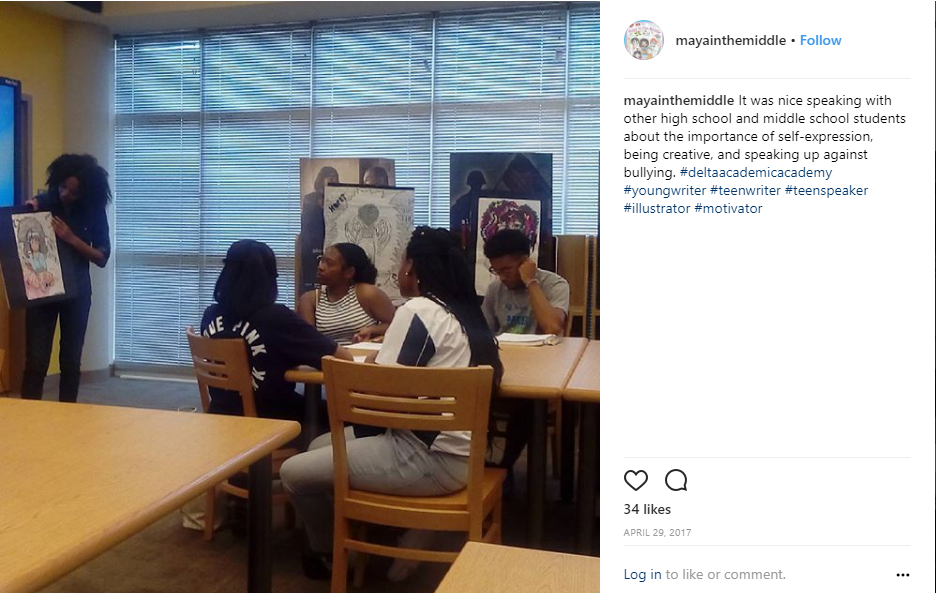 mayainthemiddle • Follow
mayainthemiddle It was nice speaking with
other high school and middle school students
about the importance of self-expression,
being creative, and speaking up against
bullying. #deltaacademicacademy
#youngwriter #teenwriter #teenspeaker
#illustrator #motivator
PINK
34 likes
APRIL 29, 2017
Log in to like or comment.